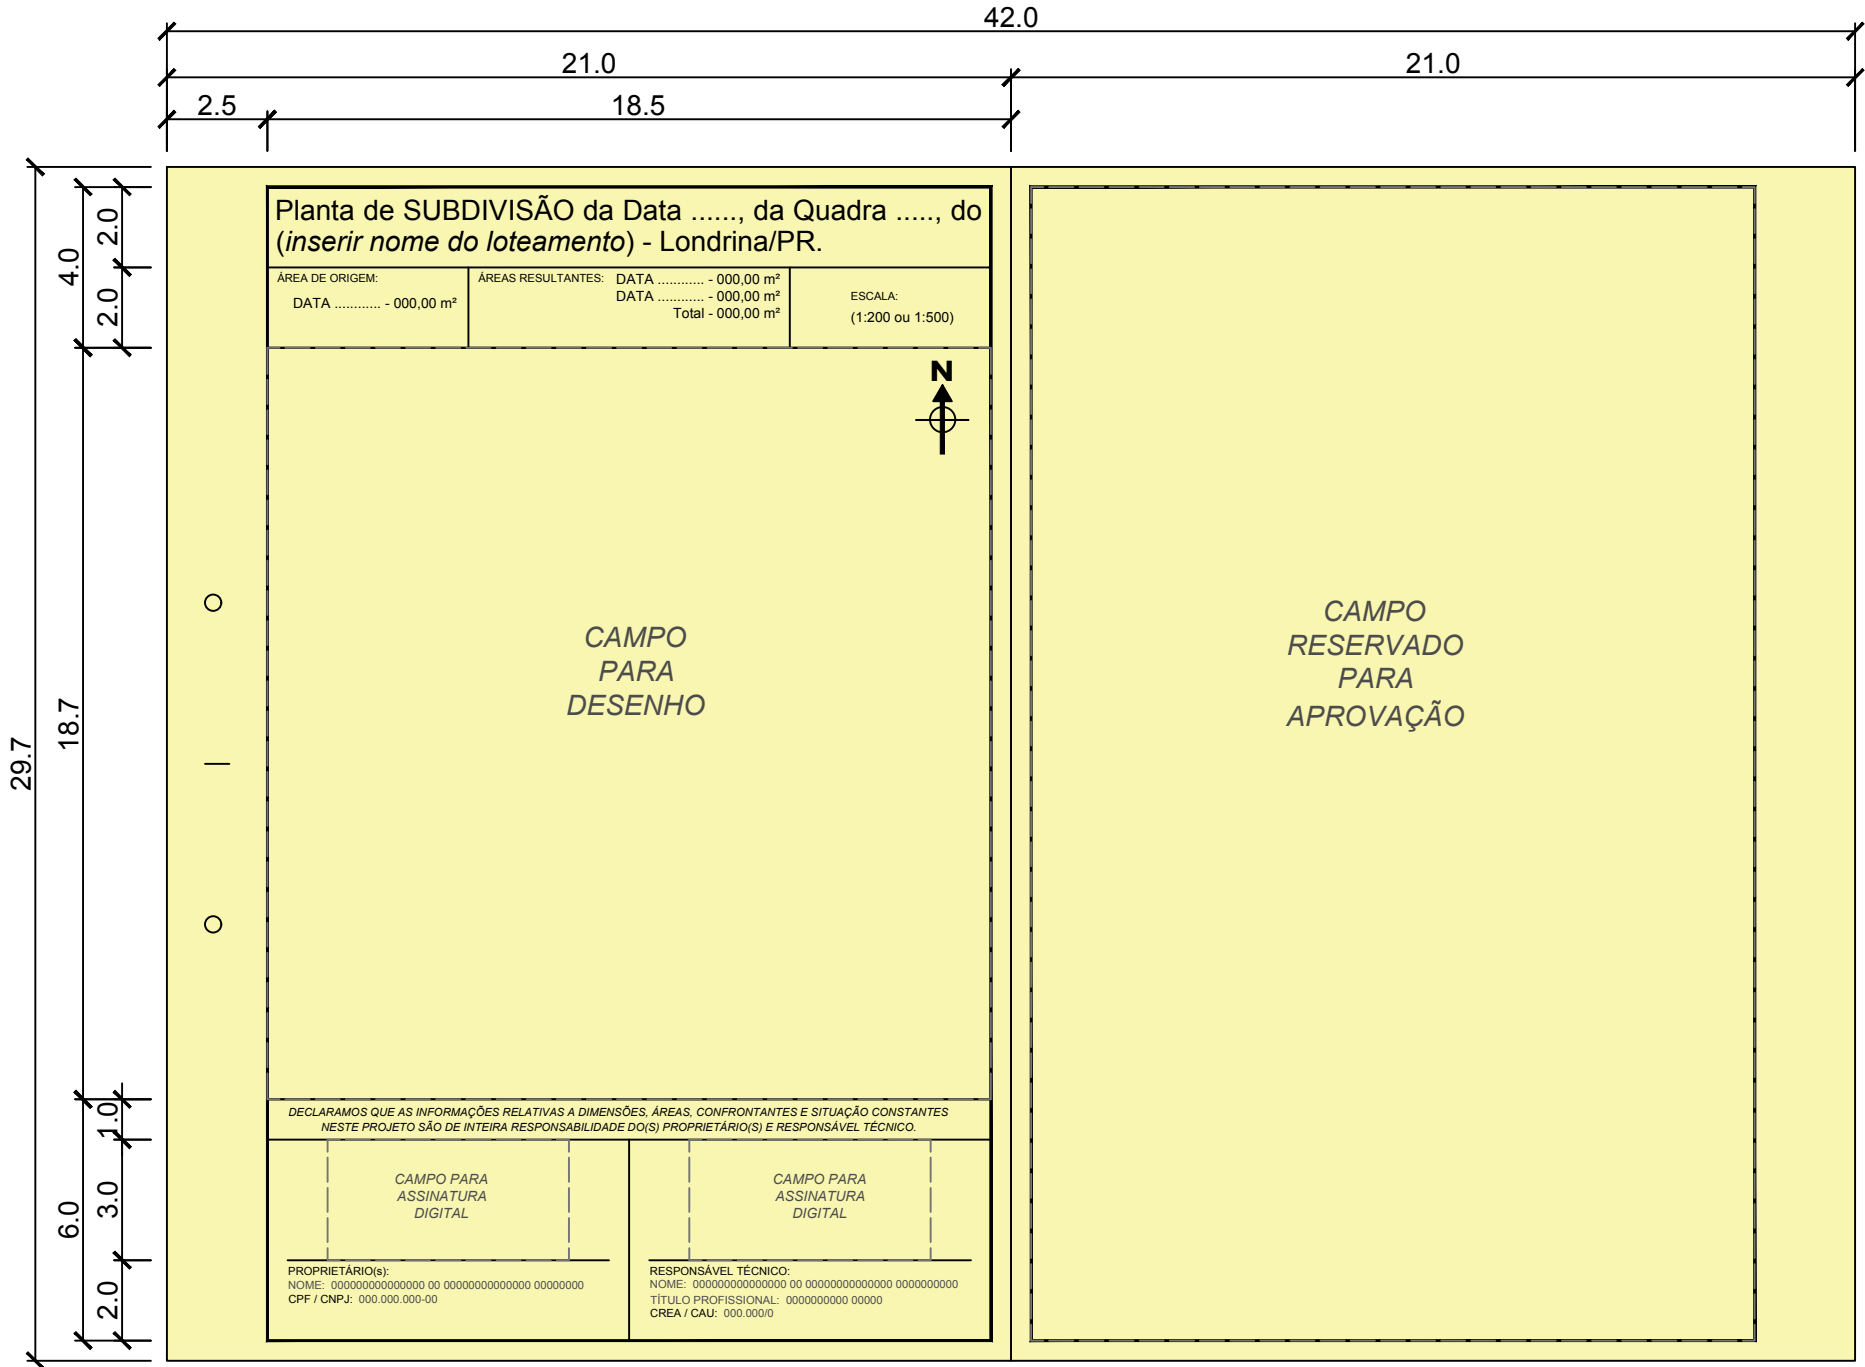 42.0
21.0
21.0
2.5
18.5
29.7
4.0
2.0
2.0
18.7
6.0
1.0
3.0
2.0
Planta de SUBDIVISÃO da Data ......, da Quadra ....., do
(inserir nome do loteamento) - Londrina/PR.
ÁREA DE ORIGEM:
DATA ............ - 000,00 m²
ÁREAS RESULTANTES: DATA ............ - 000,00 m²
DATA ............ - 000,00 m²
Total - 000,00 m²
ESCALA:
(1:200 ou 1:500)
N
CAMPO
PARA
DESENHO
DECLARAMOS QUE AS INFORMAÇÕES RELATIVAS A DIMENSÕES, ÁREAS, CONFRONTANTES E SITUAÇÃO CONSTANTES
NESTE PROJETO SÃO DE INTEIRA RESPONSABILIDADE DO(S) PROPRIETÁRIO(S) E RESPONSÁVEL TÉCNICO.
CAMPO PARA
ASSINATURA
DIGITAL
PROPRIETÁRIO(s):
NOME: 000000000000000 00 00000000000000 00000000
CPF / CNPJ: 000.000.000-00
CAMPO PARA
ASSINATURA
DIGITAL
RESPONSÁVEL TÉCNICO:
NOME: 000000000000000 00 00000000000000 0000000000
TÍTULO PROFISSIONAL: 0000000000 00000
CREA / CAU: 000.000/0
CAMPO
RESERVADO
PARA
APROVAÇÃO